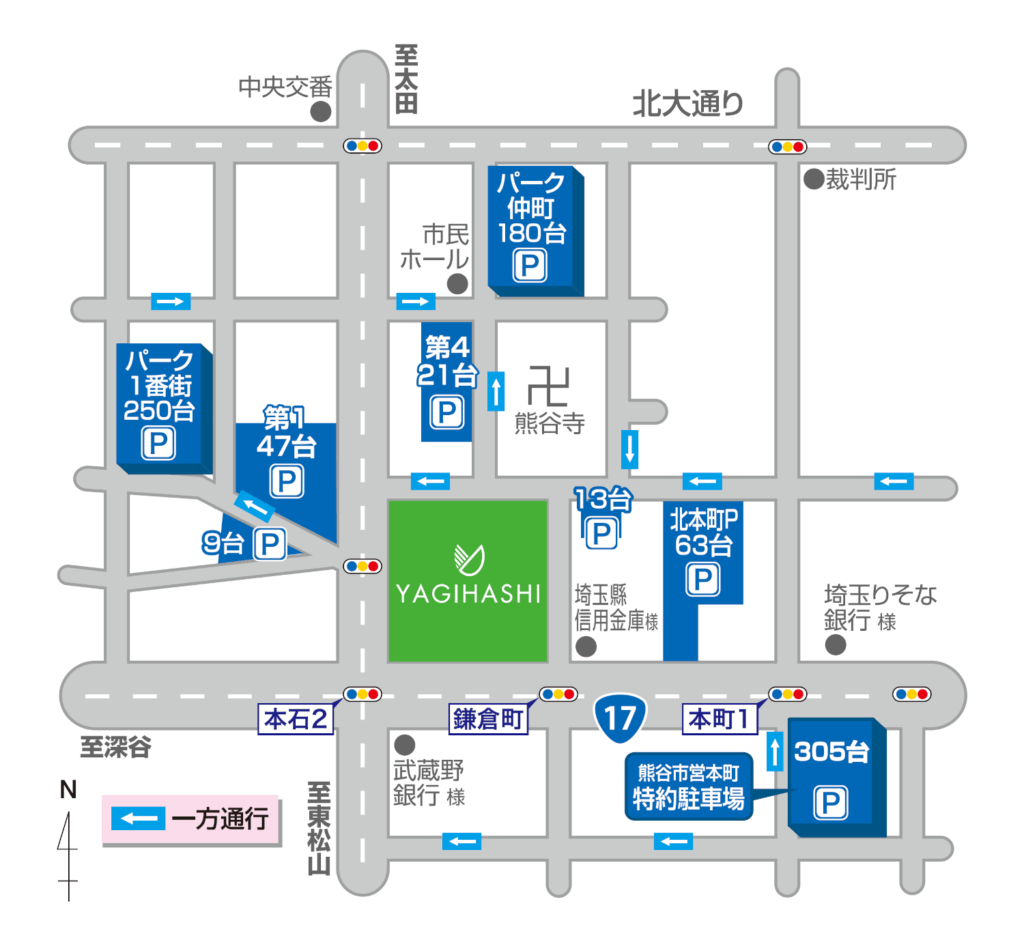 至太田
中央交番
北大通り
裁判所
パーク
仲町
180台
P
市民
ホール
パーク
1番街
250台
P
第4
21台
P
卍
熊谷寺
第1
47台
P
9台
P
13台
P
北本町P
63台
P
YAGIHASHI
埼玉縣
信用金庫様
埼玉りそな
銀行 様
本石2
鎌倉町
17
本町1
至深谷
武蔵野
銀行 様
熊谷市営本町
特約駐車場
305台
P
N
一方通行
至東松山